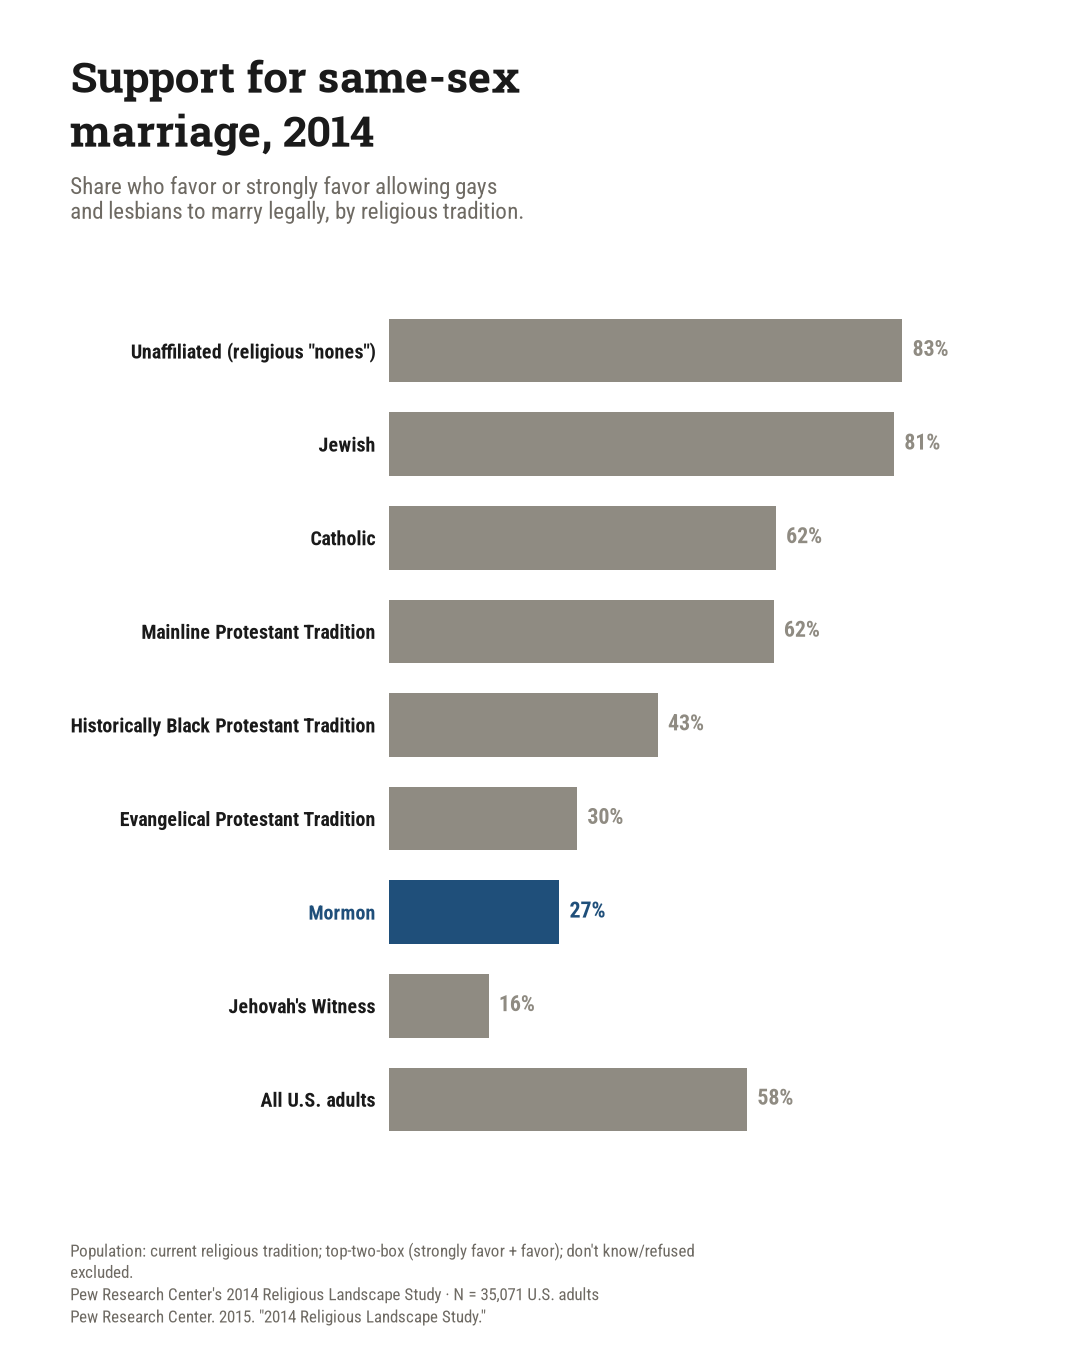 Support for same-sex
marriage, 2014
Share who favor or strongly favor allowing gays
and lesbians to marry legally, by religious tradition.
Unaffiliated (religious "nones") 83%
Jewish 81%
Catholic 62%
Mainline Protestant Tradition 62%
Historically Black Protestant Tradition 43%
Evangelical Protestant Tradition 30%
Mormon 27%
Jehovah's Witness 16%
All U.S. adults 58%
Population: current religious tradition; top-two-box (strongly favor + favor); don't know/refused
excluded.
Pew Research Center's 2014 Religious Landscape Study · N = 35,071 U.S. adults
Pew Research Center. 2015. "2014 Religious Landscape Study."